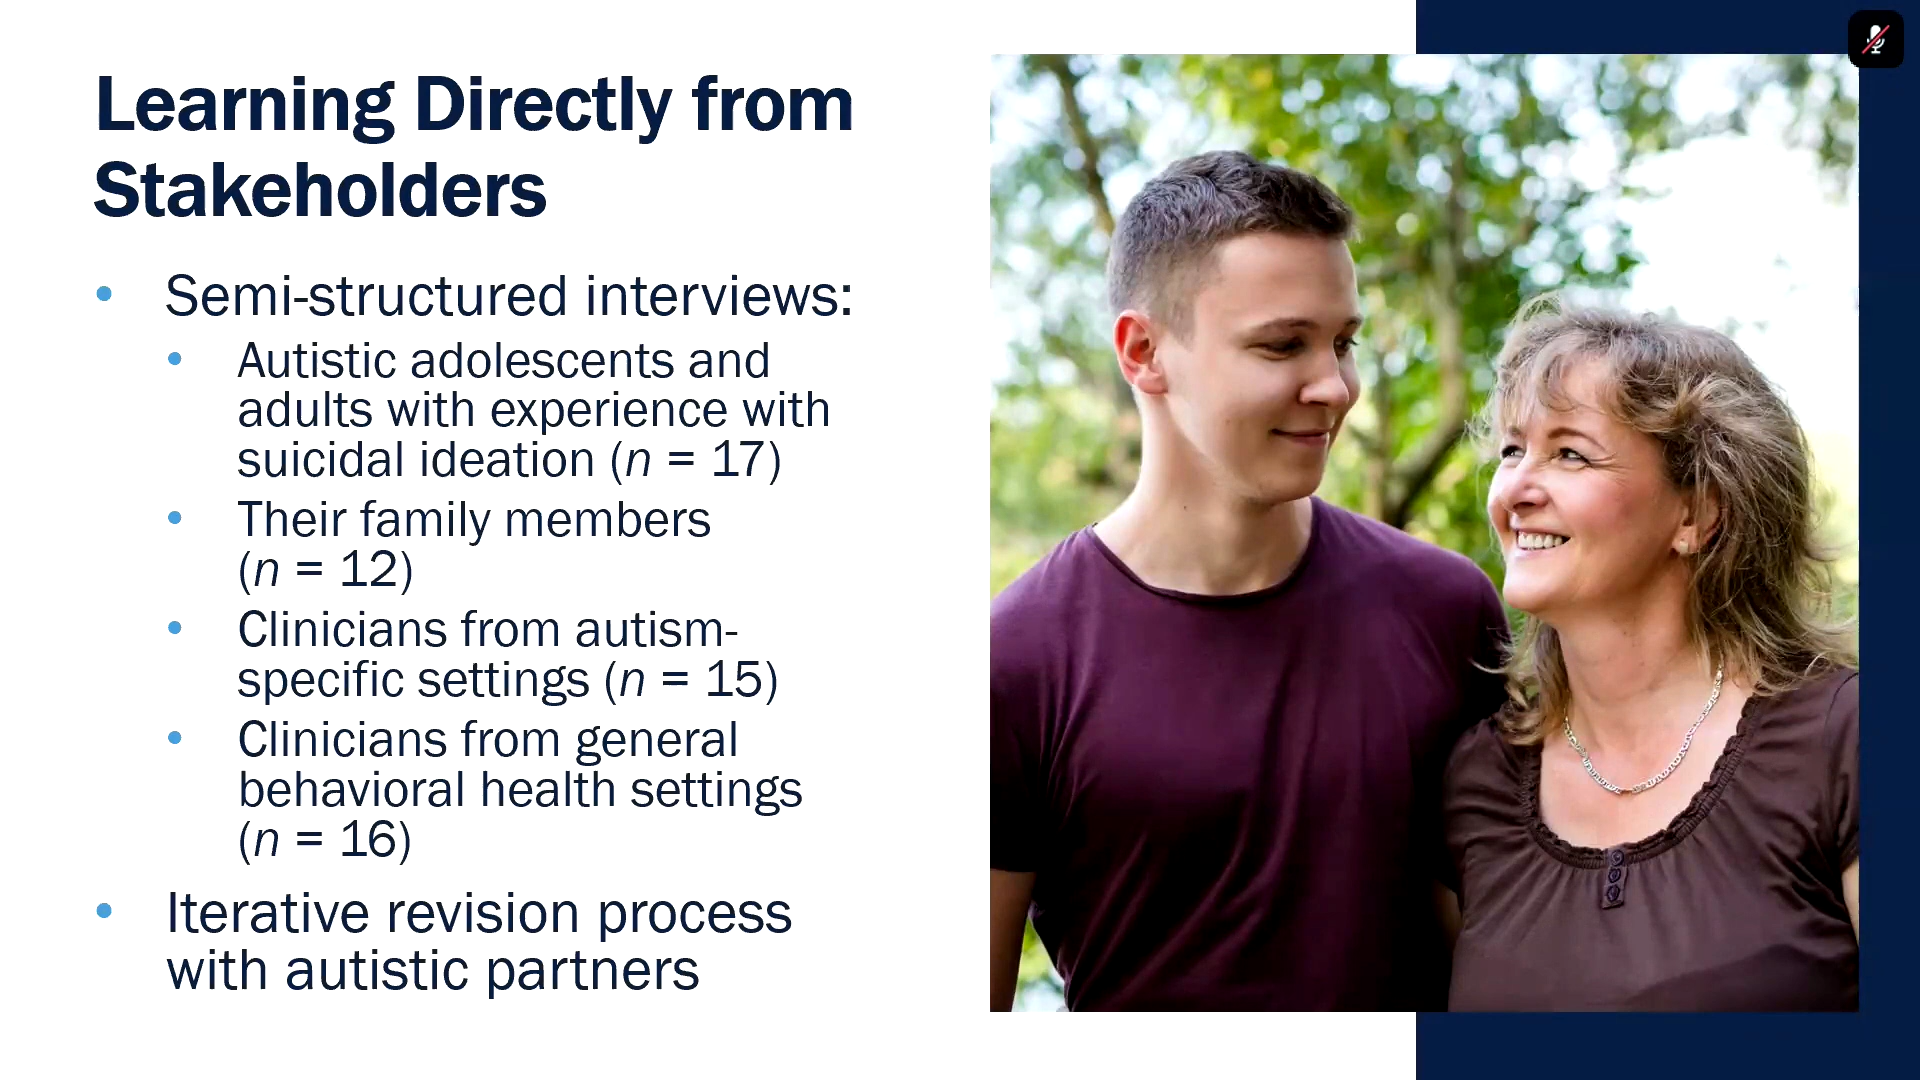 Learning Directly from
Stakeholders
• Semi-structured interviews:
• Autistic adolescents and
adults with experience with
suicidal ideation (n = 17)
• Their family members
(n = 12)
• Clinicians from autism-
specific settings (n = 15)
• Clinicians from general
behavioral health settings
(n = 16)
• Iterative revision process
with autistic partners